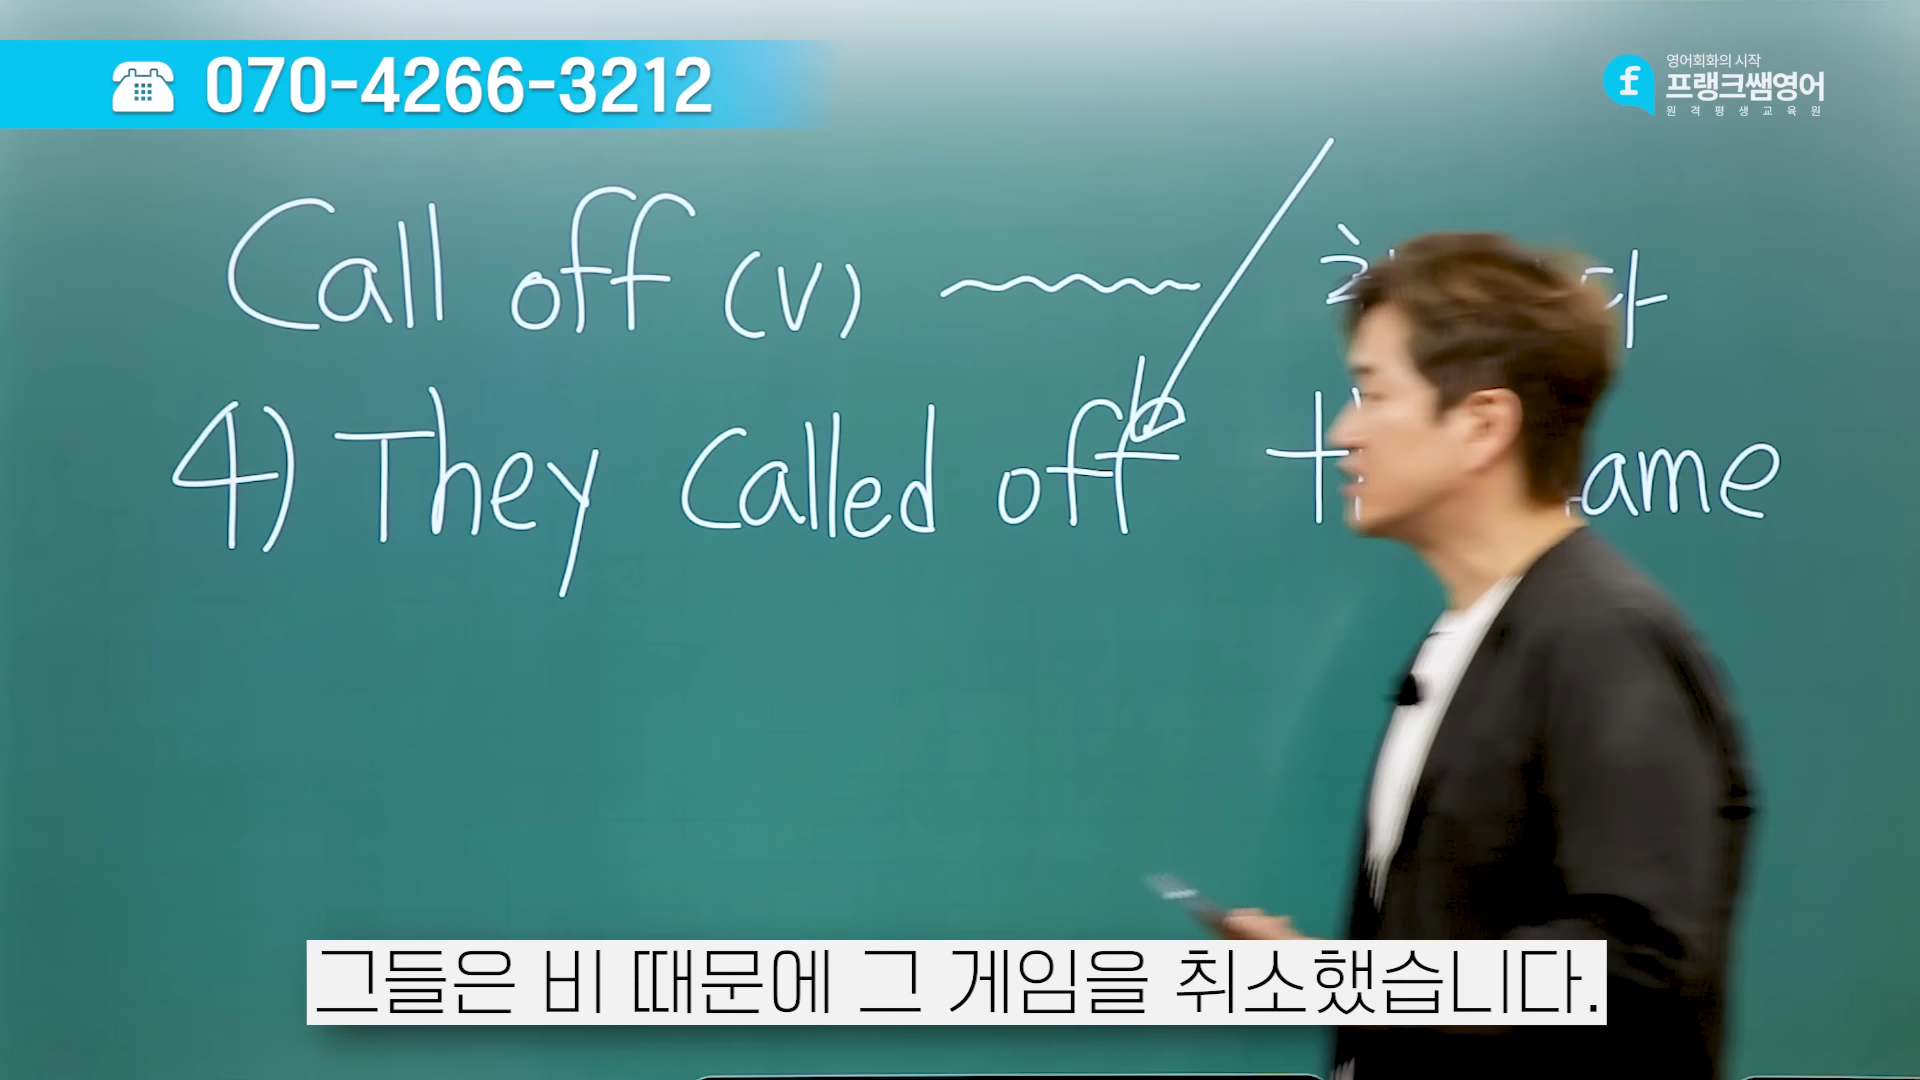 070-4266-3212
영어회화의 시작
프랭크쌤영어
원격평생교육원
Call off (v)
4) They called off
그들은 비 때문에 그 게임을 취소했습니다.